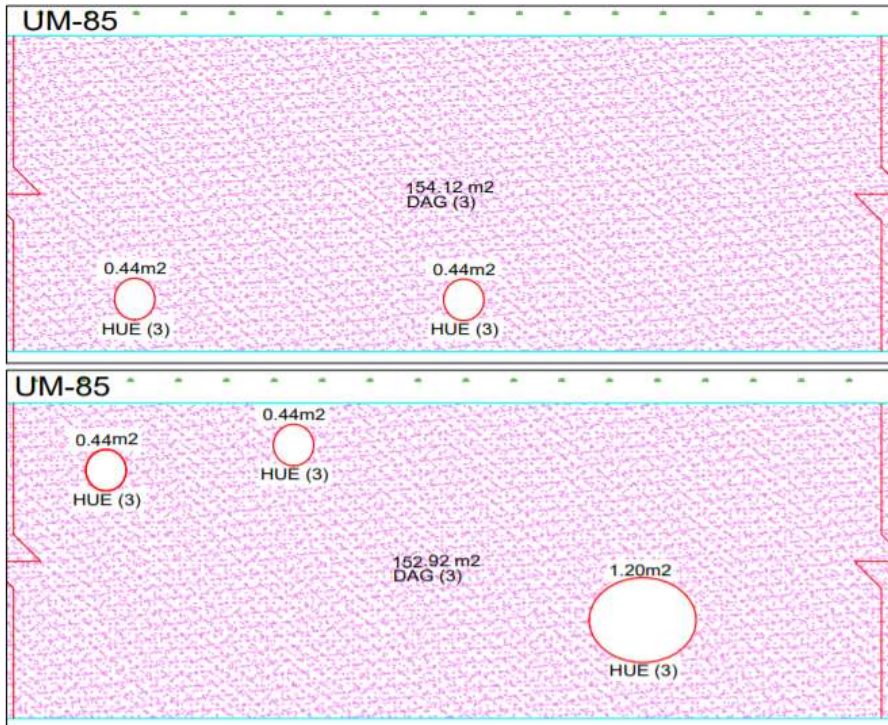 UM-85
154.12 m2
DAG (3)
0.44m2
0.44m2
HUE (3)
HUE (3)
UM-85
0.44m2
0.44m2
HUE (3)
HUE (3)
152.92 m2
DAG (3)
1.20m2
HUE (3)